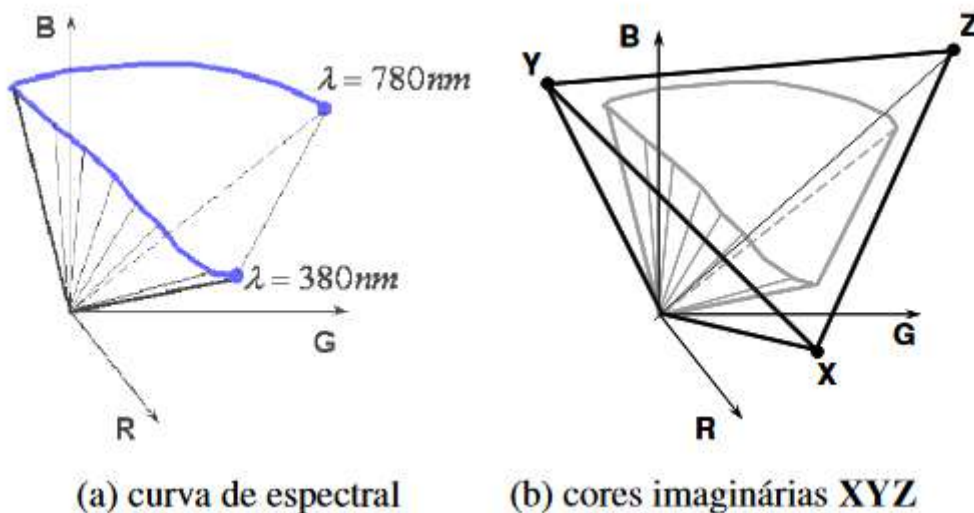 B
λ = 780nm
λ = 380nm
G
R
B
Z
Y
G
X
R
(a) curva de espectral
(b) cores imaginárias XYZ